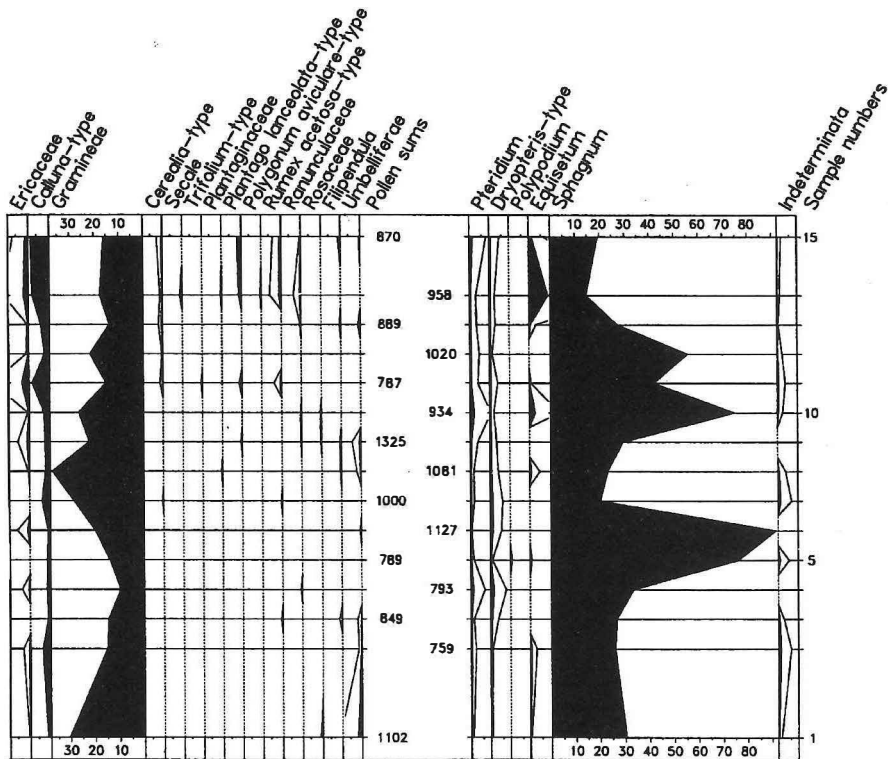 Ericaceae
Calluna-type
Gramineae
Cerealia-type
Secale
Trifolium-type
Plantaginaceae
Plantago lanceolata-type
Polygonum aviculare-type
Rumex acetosa-type
Ranunculaceae
Rosaceae
Filipendula
Umbelliferae
Pollen sums
Pteridium
Dryopteris-type
Polypodium
Equisetum
Sphagnum
Indeterminata
Sample numbers
30 20 10
10 20 30 40 50 60 70 80
870 15
958
889
1020
787
934 10
1325
1081
1000
1127
789 5
793
849
759
1102 1
30 20 10
10 20 30 40 50 60 70 80